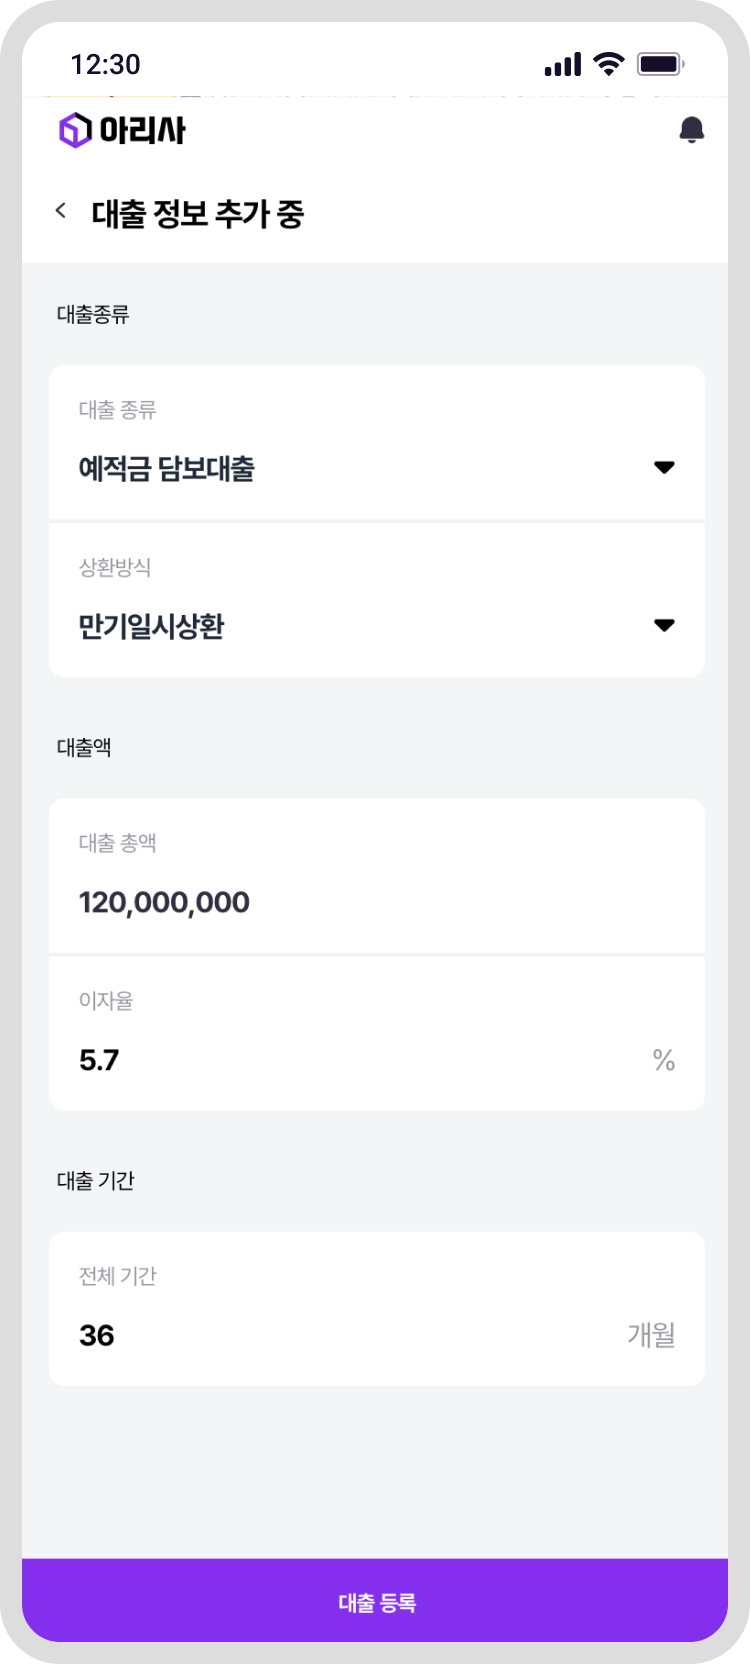 12:30
아리사
대출 정보 추가 중
대출종류
대출 종류
예적금 담보대출
상환방식
만기일시상환
대출액
대출 총액
120,000,000
이자율
5.7 %
대출 기간
전체 기간
36 개월
대출 등록